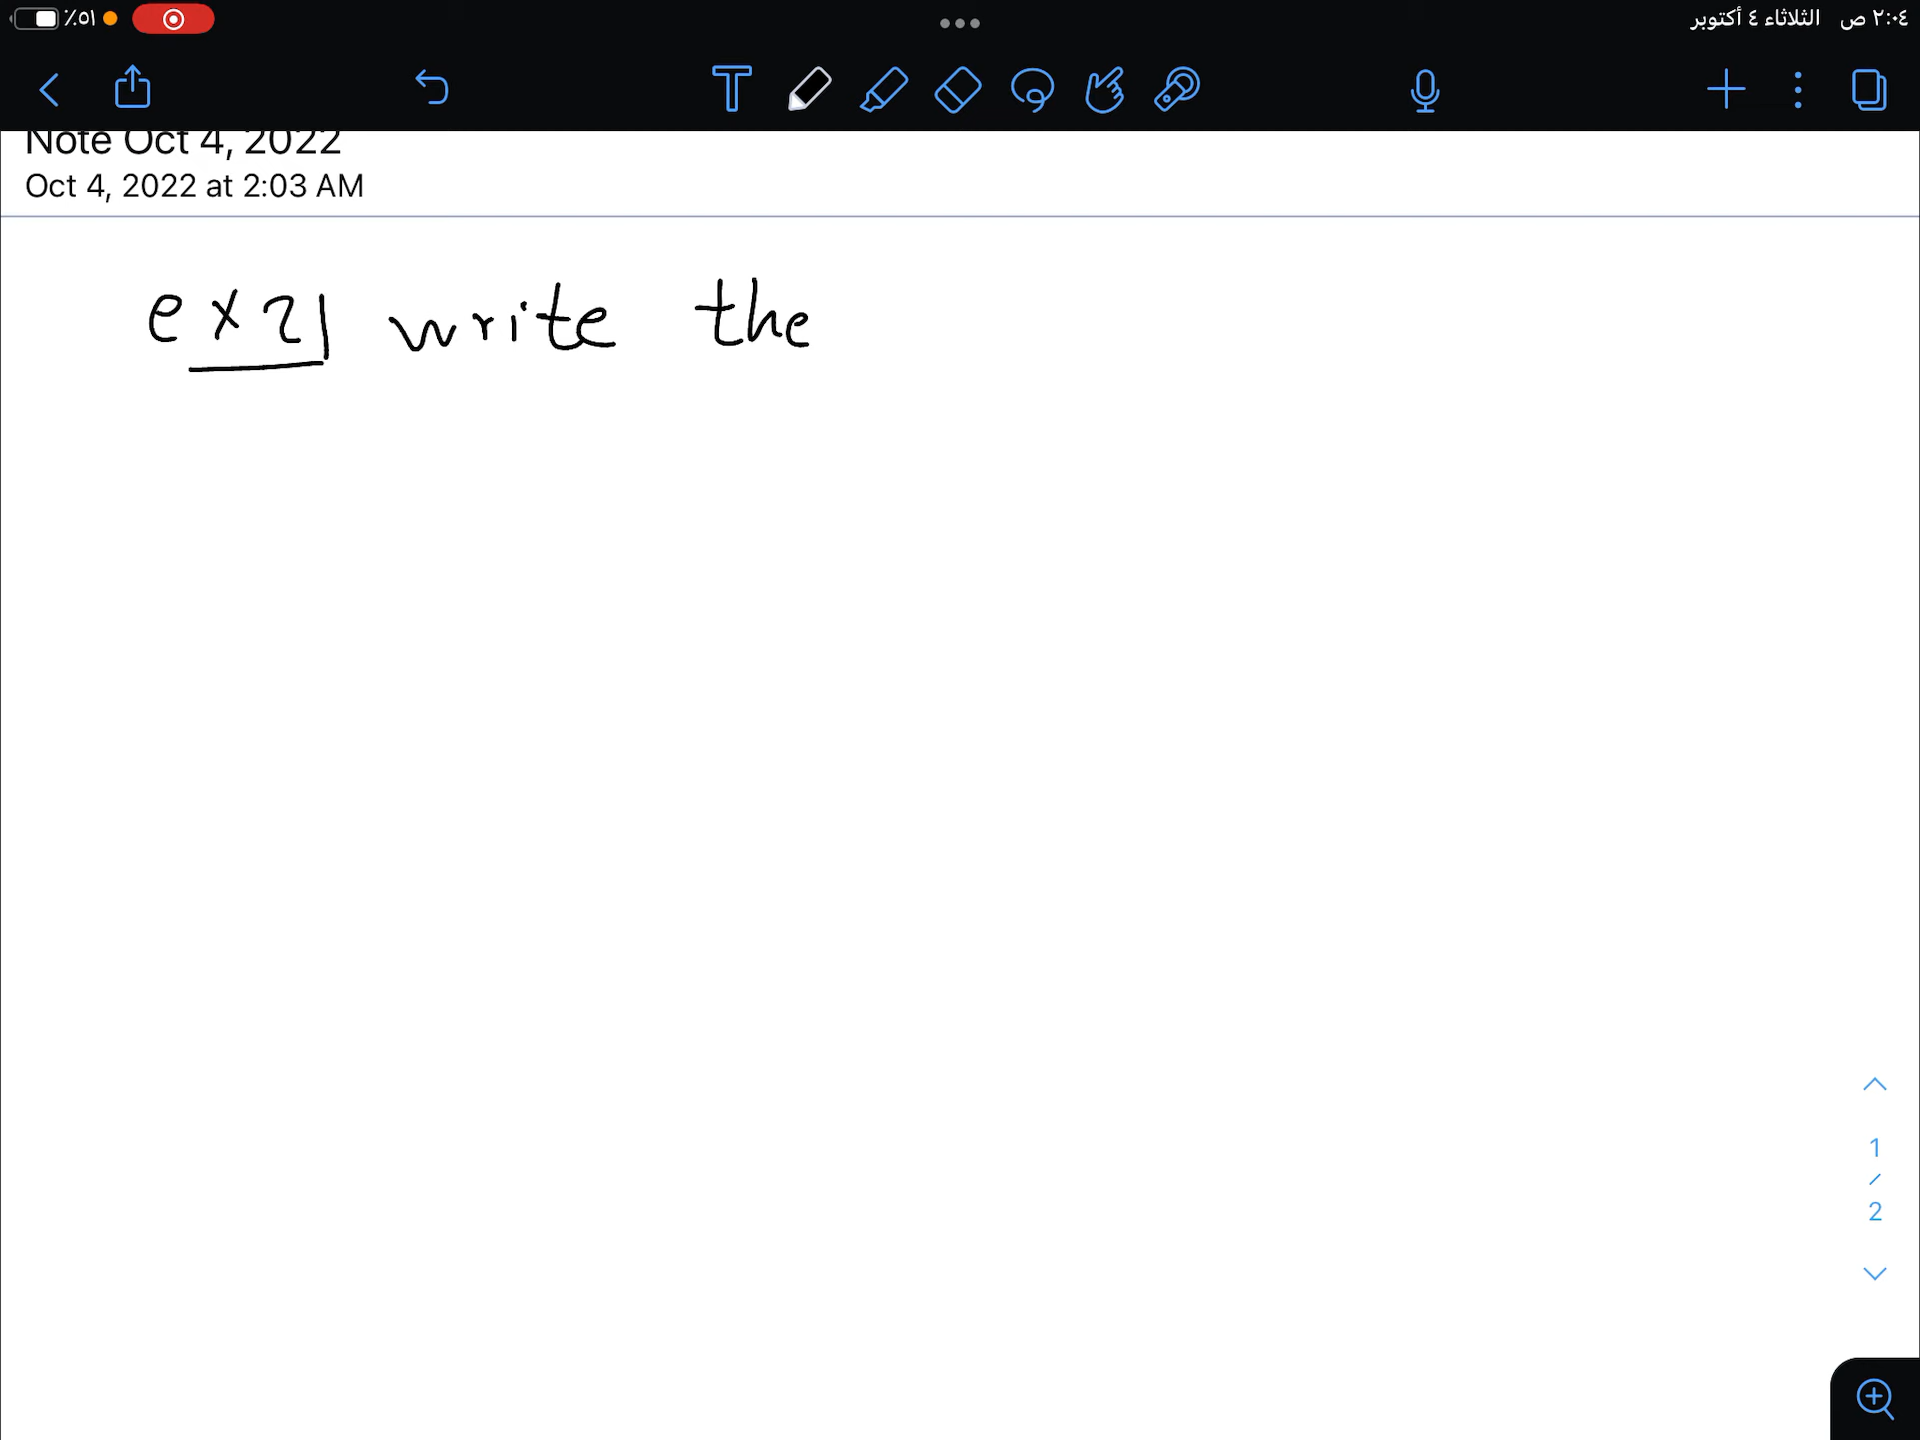 ٪٥١ الثلاثاء ٤ أكتوبر ٢:٠٤ ص
Note Oct 4, 2022
Oct 4, 2022 at 2:03 AM
ex2| write the
1
/
2